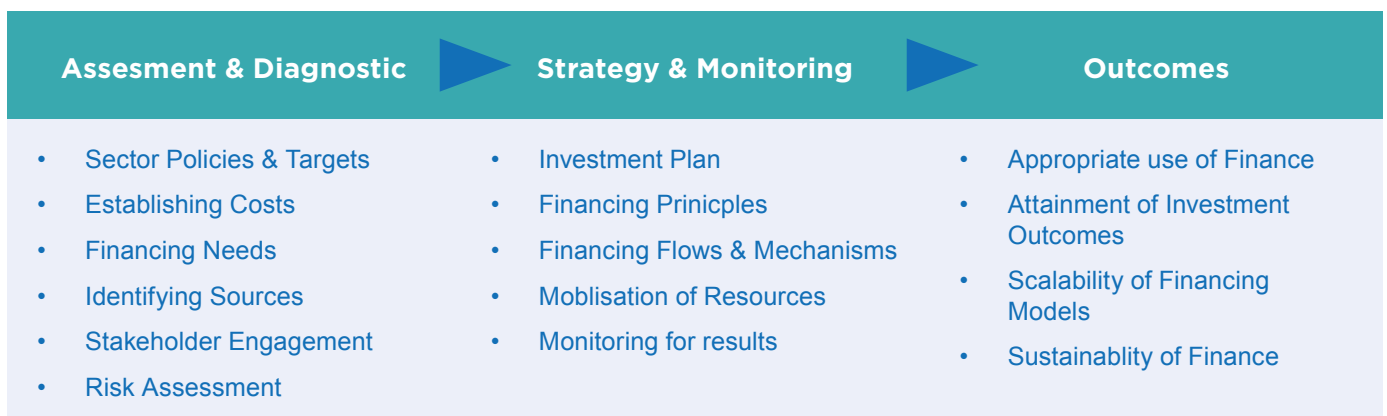 Assesment & Diagnostic
Strategy & Monitoring
Outcomes
• Sector Policies & Targets
• Establishing Costs
• Financing Needs
• Identifying Sources
• Stakeholder Engagement
• Risk Assessment
• Investment Plan
• Financing Prinicples
• Financing Flows & Mechanisms
• Moblisation of Resources
• Monitoring for results
• Appropriate use of Finance
• Attainment of Investment
Outcomes
• Scalability of Financing
Models
• Sustainablity of Finance